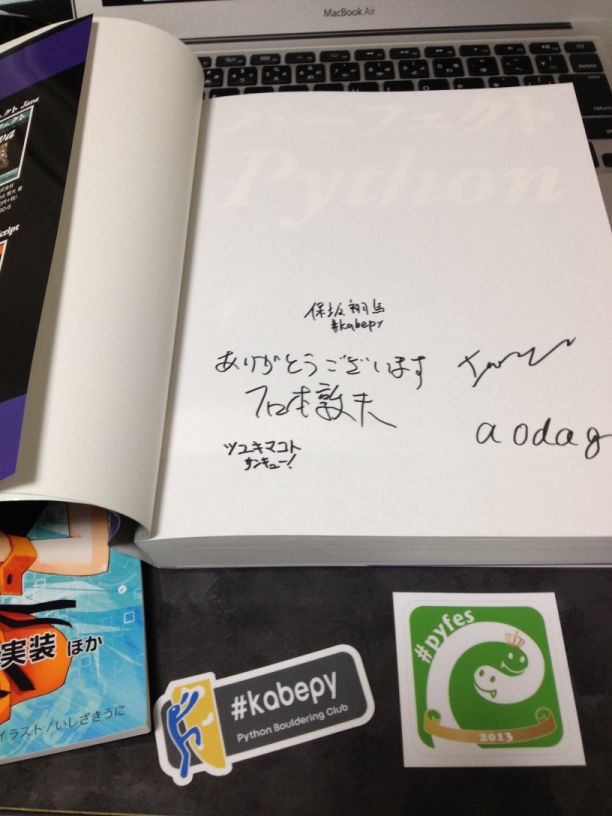 MacBook Air
パーフェクト
Python
保坂翔馬
#kabepy
ありがとうございます
石本敦夫
ツユキマコト
サンキュー！
aodag
実装 ほか
イラスト/いしざきうに
#kabepy
Python Bouldering Club
#pyfes
2013